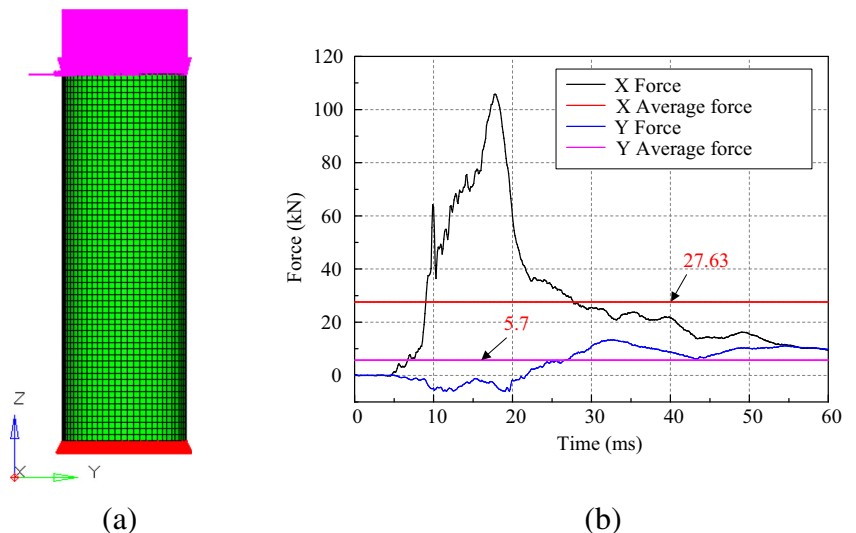 Z
X
Y
(a)
120
100
80
60
40
20
0
Force (kN)
X Force
X Average force
Y Force
Y Average force
27.63
5.7
0 10 20 30 40 50 60
Time (ms)
(b)